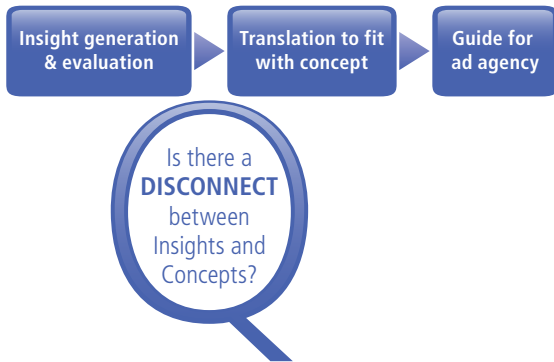 Insight generation
& evaluation
Translation to fit
with concept
Guide for
ad agency
Is there a
DISCONNECT
between
Insights and
Concepts?